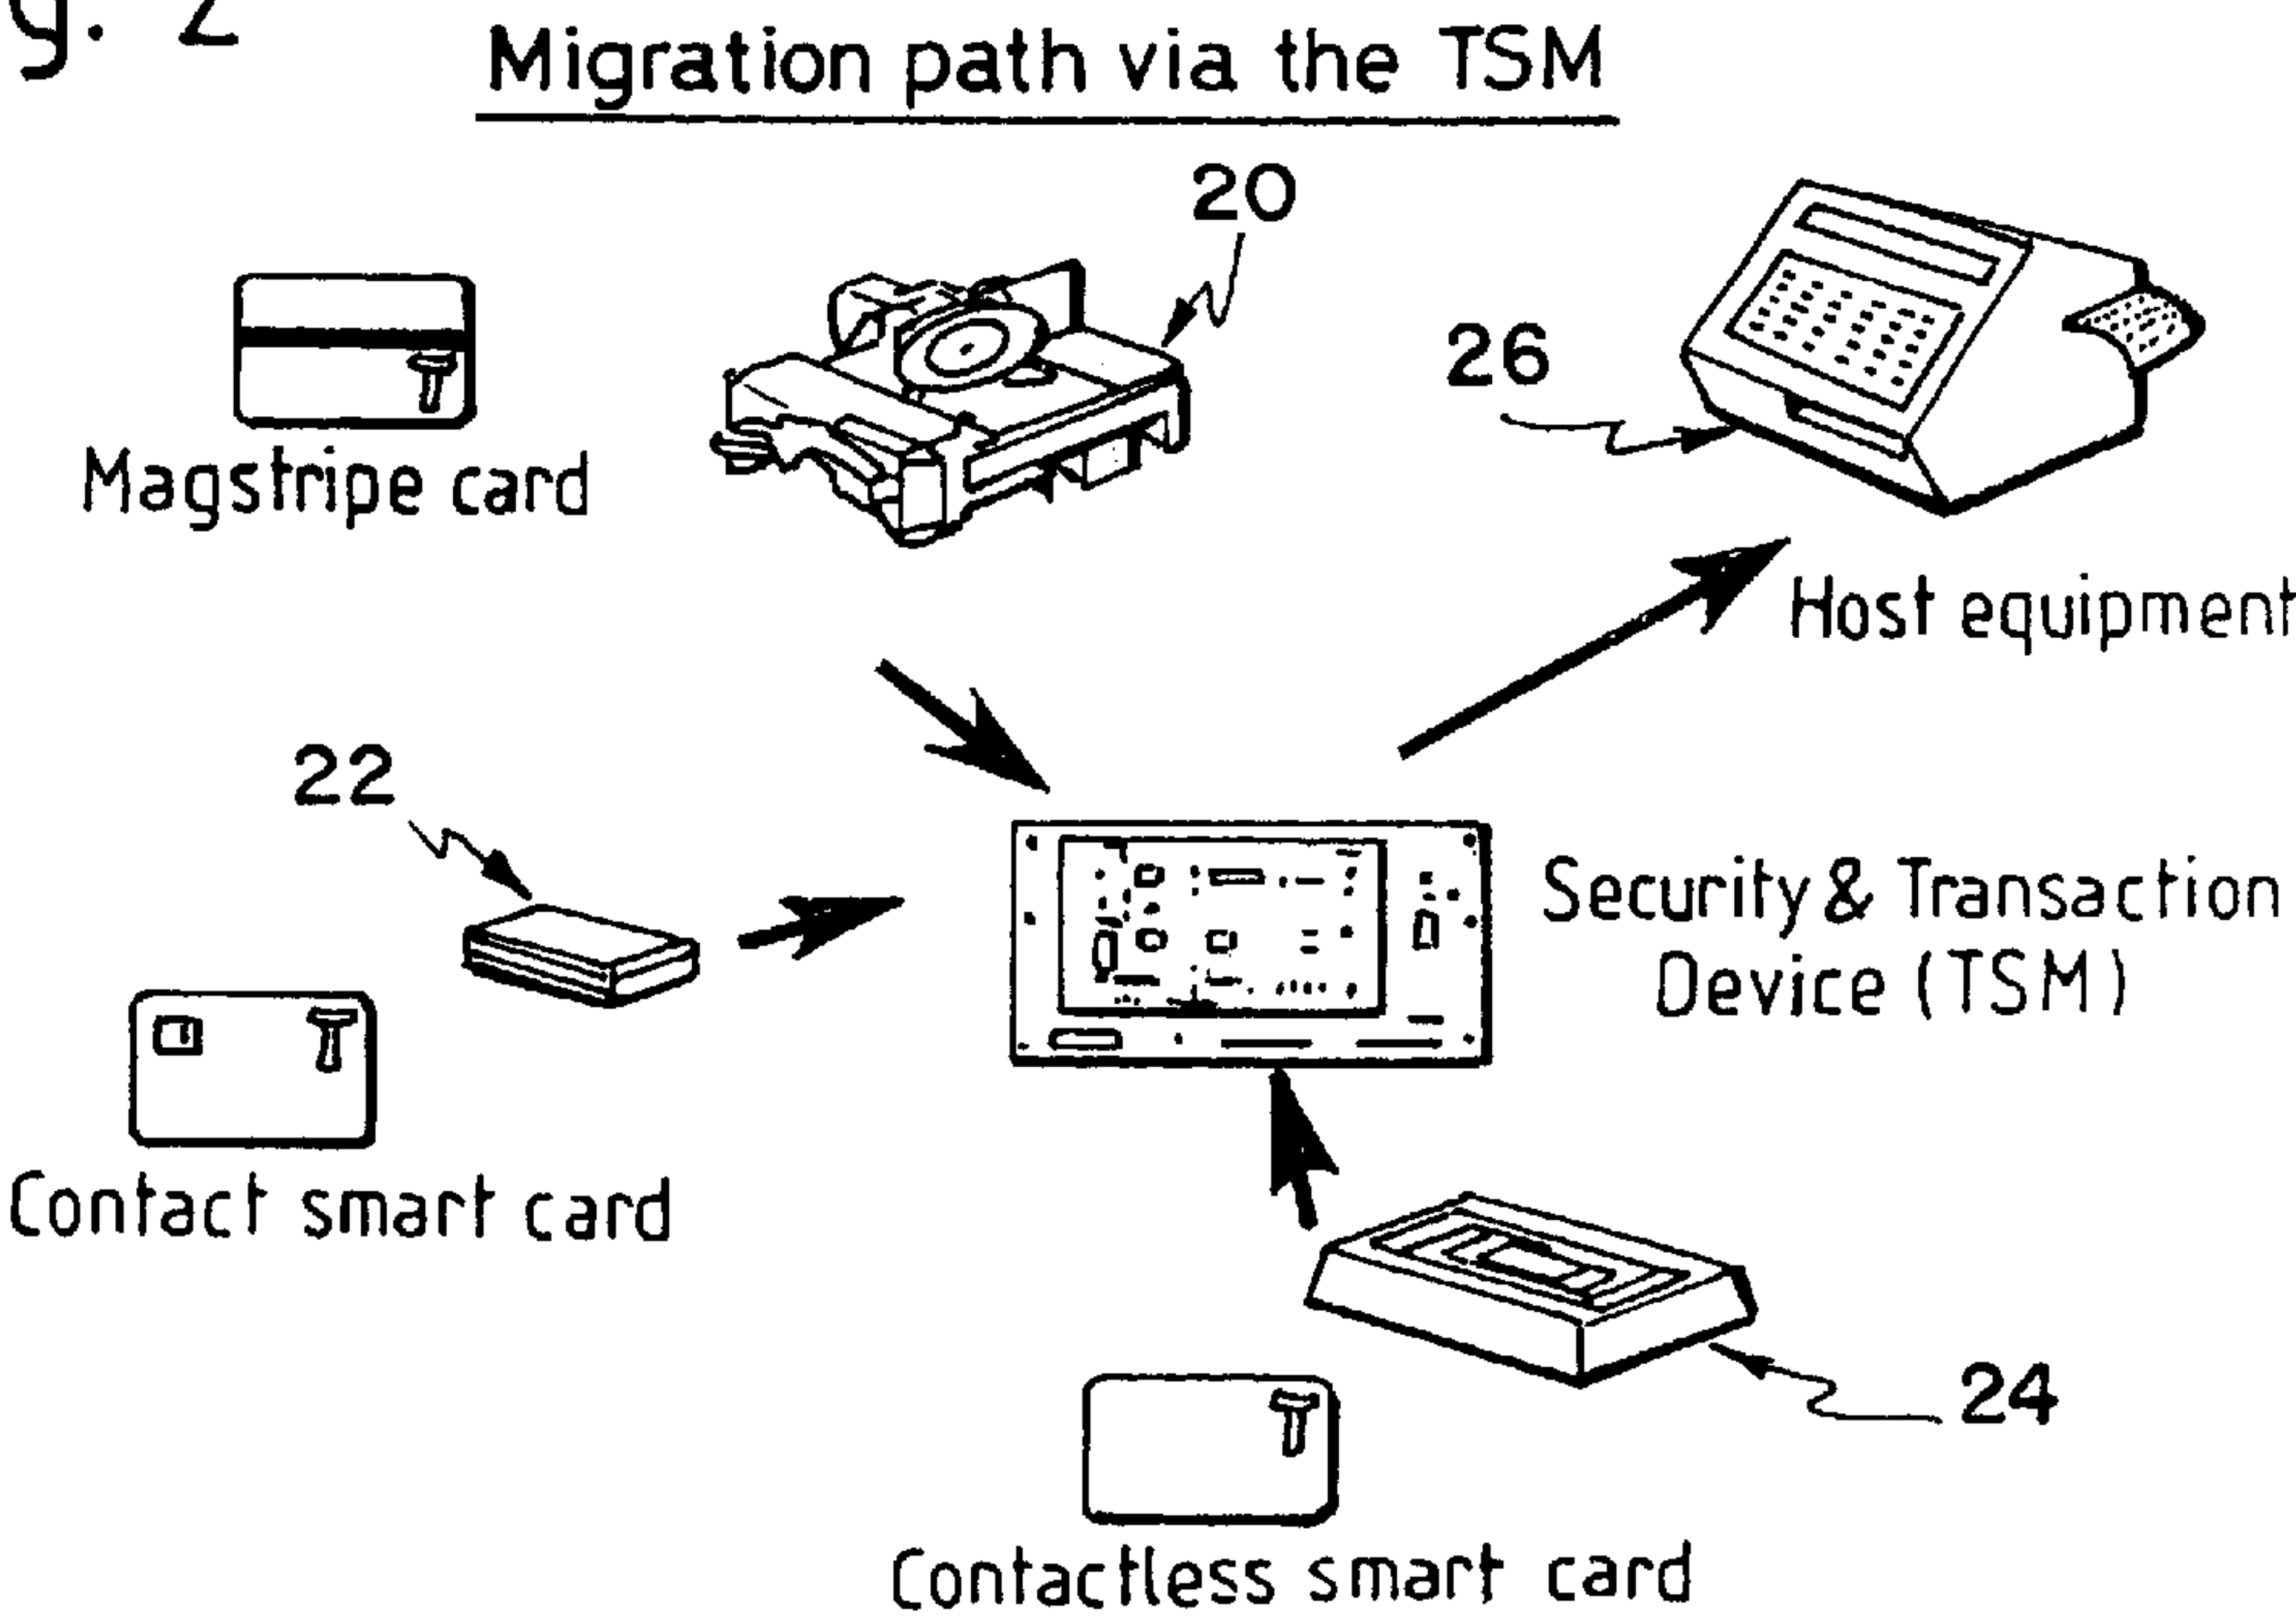 g. 2
Migration path via the TSM
20
26
Magstripe card
Host equipment
22
Security & Transaction
Device (TSM)
Contact smart card
24
Contactless smart card